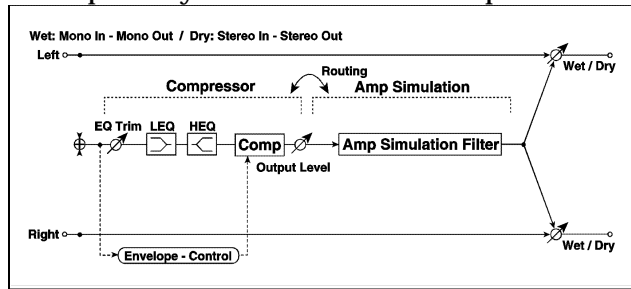 Wet: Mono In - Mono Out / Dry: Stereo In - Stereo Out
Left
Wet / Dry
Routing
Compressor
Amp Simulation
EQ Trim
LEQ
HEQ
Comp
Amp Simulation Filter
Output Level
Right
Wet / Dry
Envelope - Control